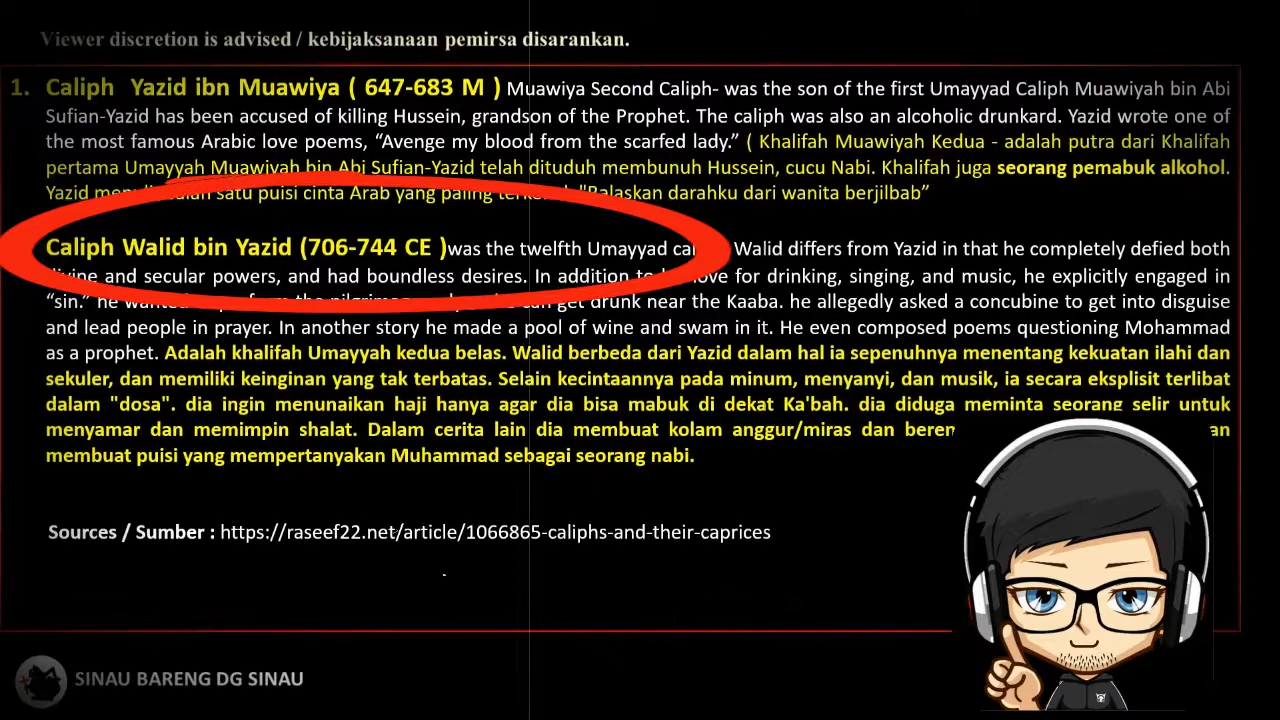 Viewer discretion is advised / kebijaksanaan pemirsa disarankan.
1. Caliph Yazid ibn Muawiya ( 647-683 M ) Muawiya Second Caliph- was the son of the first Umayyad Caliph Muawiyah bin Abi
Sufian-Yazid has been accused of killing Hussein, grandson of the Prophet. The caliph was also an alcoholic drunkard. Yazid wrote one of
the most famous Arabic love poems, “Avenge my blood from the scarfed lady.” ( Khalifah Muawiyah Kedua - adalah putra dari Khalifah
pertama Umayyah Muawiyah bin Abi Sufian-Yazid telah dituduh membunuh Hussein, cucu Nabi. Khalifah juga seorang pemabuk alkohol.
Yazid satu puisi cinta Arab yang paling "Balaskan darahku dari wanita berjilbab”
Caliph Walid bin Yazid (706-744 CE )was the twelfth Umayyad Walid differs from Yazid in that he completely defied both
divine and secular powers, and had boundless desires. In addition to love for drinking, singing, and music, he explicitly engaged in
“sin.” he can get drunk near the Kaaba. he allegedly asked a concubine to get into disguise
and lead people in prayer. In another story he made a pool of wine and swam in it. He even composed poems questioning Mohammad
as a prophet. Adalah khalifah Umayyah kedua belas. Walid berbeda dari Yazid dalam hal ia sepenuhnya menentang kekuatan ilahi dan
sekuler, dan memiliki keinginan yang tak terbatas. Selain kecintaannya pada minum, menyanyi, dan musik, ia secara eksplisit terlibat
dalam "dosa". dia ingin menunaikan haji hanya agar dia bisa mabuk di dekat Ka'bah. dia diduga meminta seorang selir untuk
menyamar dan memimpin shalat. Dalam cerita lain dia membuat kolam anggur/miras dan
membuat puisi yang mempertanyakan Muhammad sebagai seorang nabi.
Sources / Sumber : https://raseef22.net/article/1066865-caliphs-and-their-caprices
SINAU BARENG DG SINAU